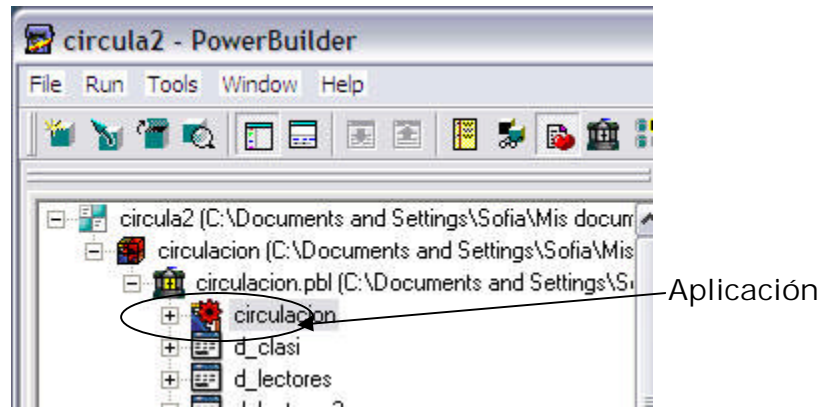 circula2 - PowerBuilder
File Run Tools Window Help
circula2 (C:\Documents and Settings\Sofia\Mis docum
circulacion (C:\Documents and Settings\Sofia\Mis
circulacion.pbl (C:\Documents and Settings\S
Aplicación
circulacion
d_clasi
d_lectores